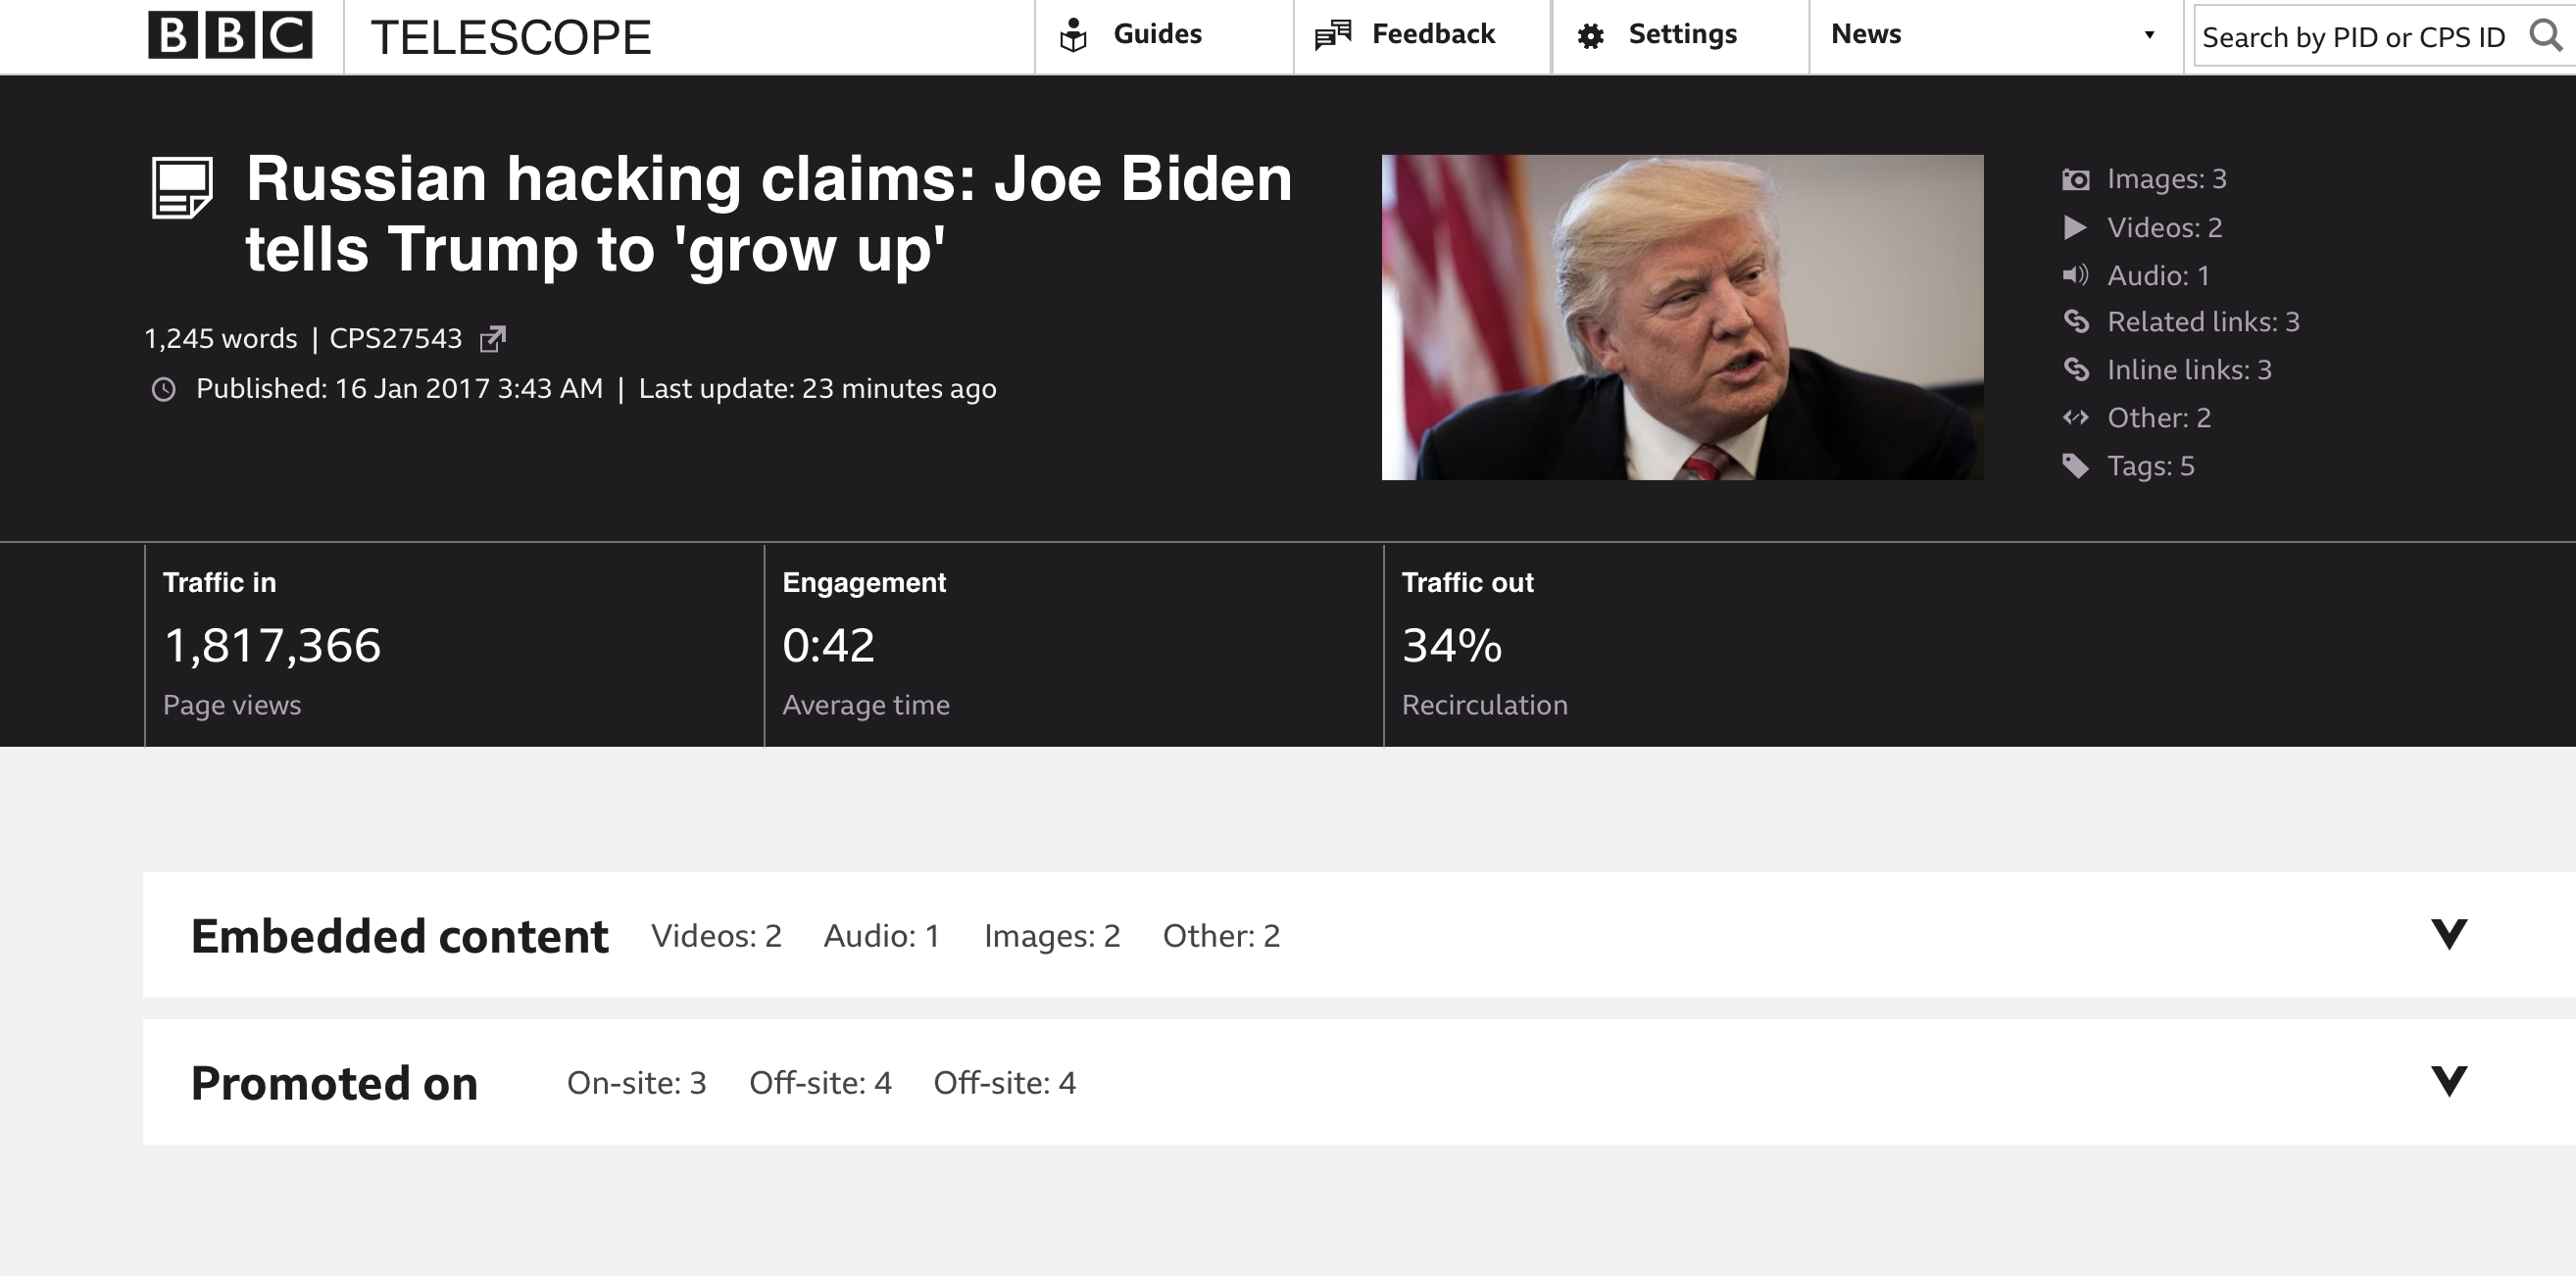 BBC TELESCOPE Guides Feedback Settings News Search by PID or CPS ID
Russian hacking claims: Joe Biden
tells Trump to 'grow up'
1,245 words | CPS27543
Published: 16 Jan 2017 3:43 AM | Last update: 23 minutes ago
Images: 3
Videos: 2
Audio: 1
Related links: 3
Inline links: 3
Other: 2
Tags: 5
Traffic in
1,817,366
Page views
Engagement
0:42
Average time
Traffic out
34%
Recirculation
Embedded content Videos: 2 Audio: 1 Images: 2 Other: 2
Promoted on On-site: 3 Off-site: 4 Off-site: 4